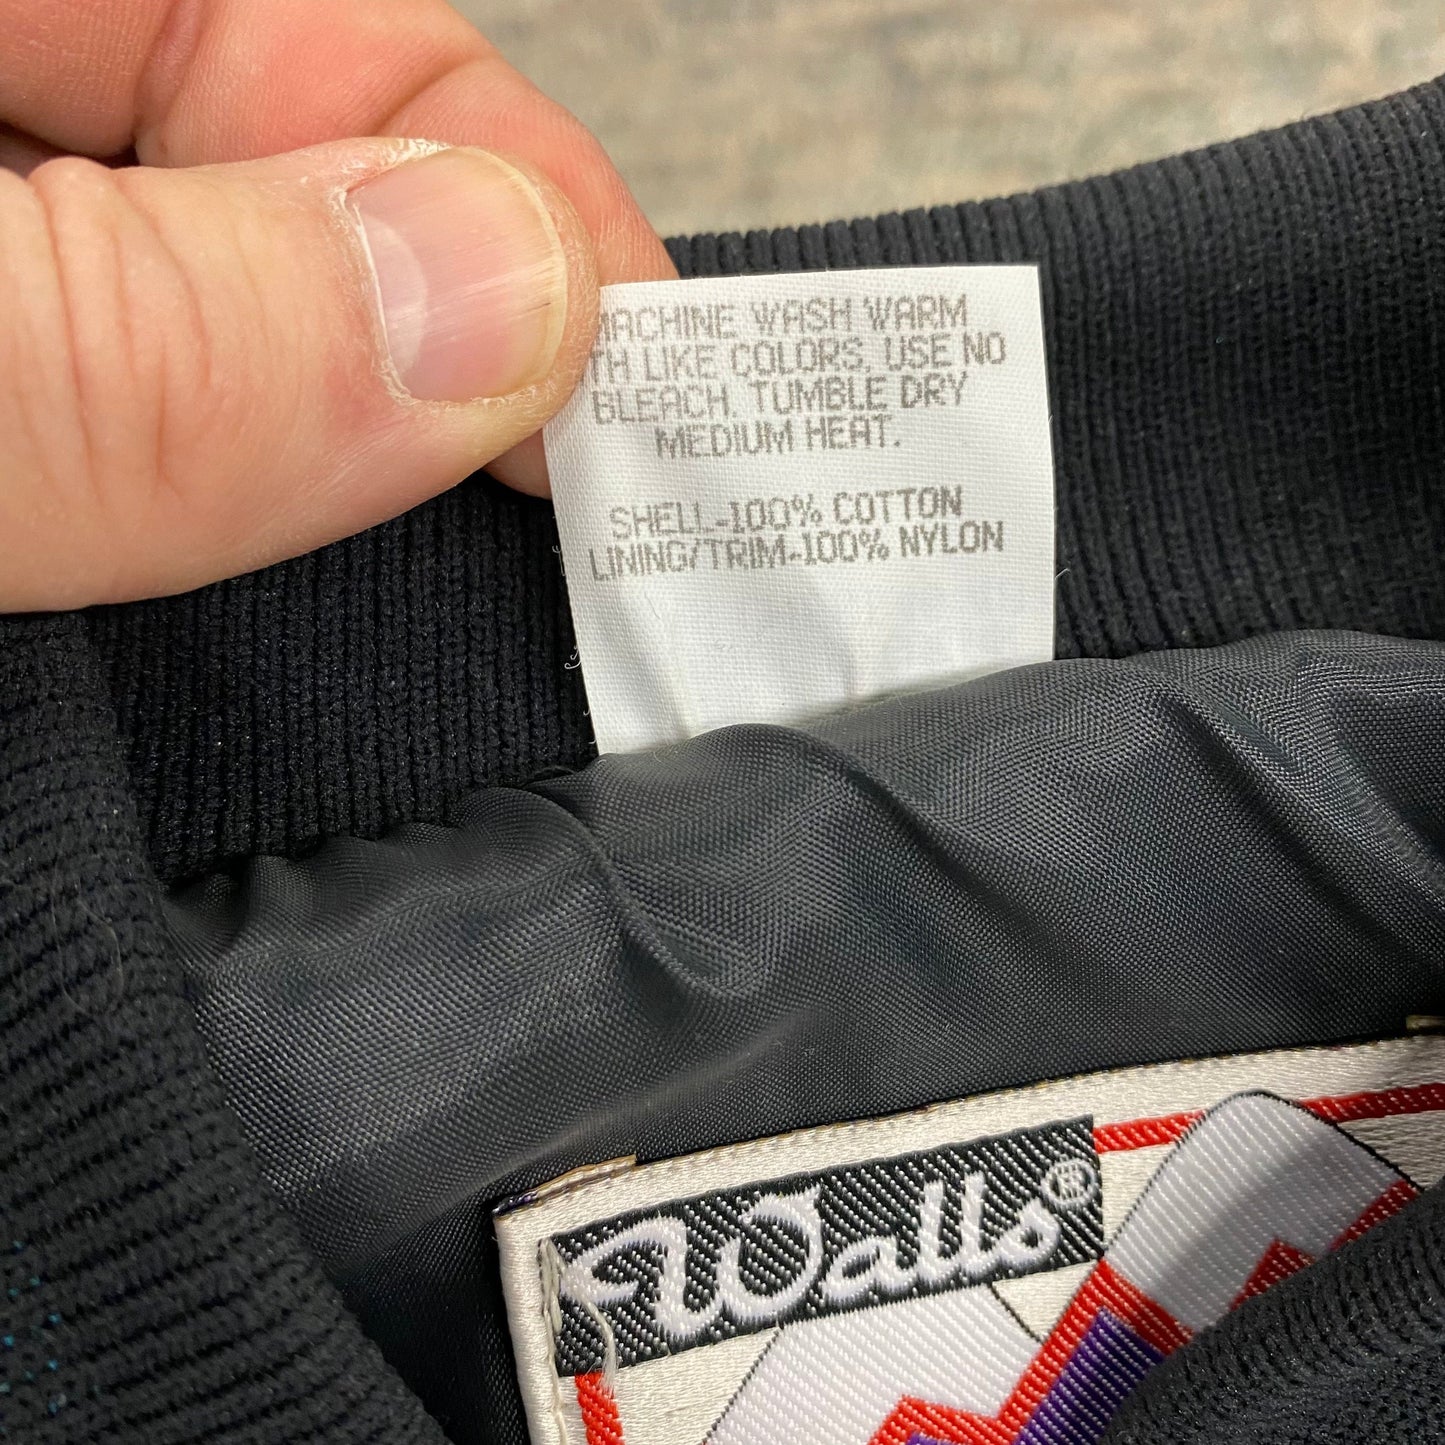 MACHINE WASH WARM
TH LIKE COLORS, USE NO
BLEACH. TUMBLE DRY
MEDIUM HEAT.
SHELL-100% COTTON
LINING/TRIM-100% NYLON
Walls®